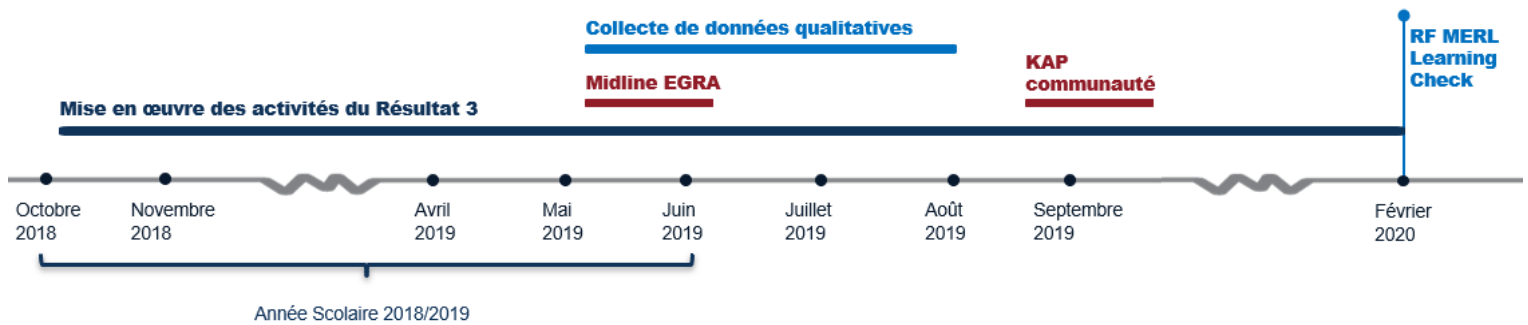 Collecte de données qualitatives
RF MERL
Learning
Check
Midline EGRA
KAP
communauté
Mise en œuvre des activités du Résultat 3
Octobre
2018
Novembre
2018
Avril
2019
Mai
2019
Juin
2019
Juillet
2019
Août
2019
Septembre
2019
Février
2020
Année Scolaire 2018/2019